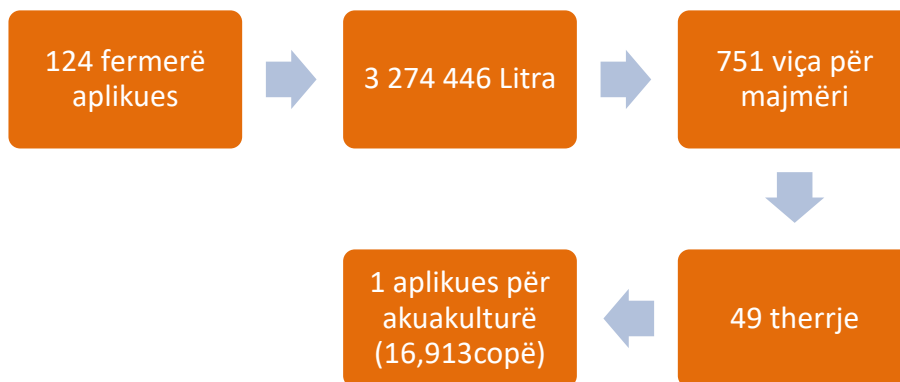 124 fermerë
aplikues
3 274 446 Litra
751 viça për
majmëri
49 therrje
1 aplikues për
akuakulturë
(16,913copë)